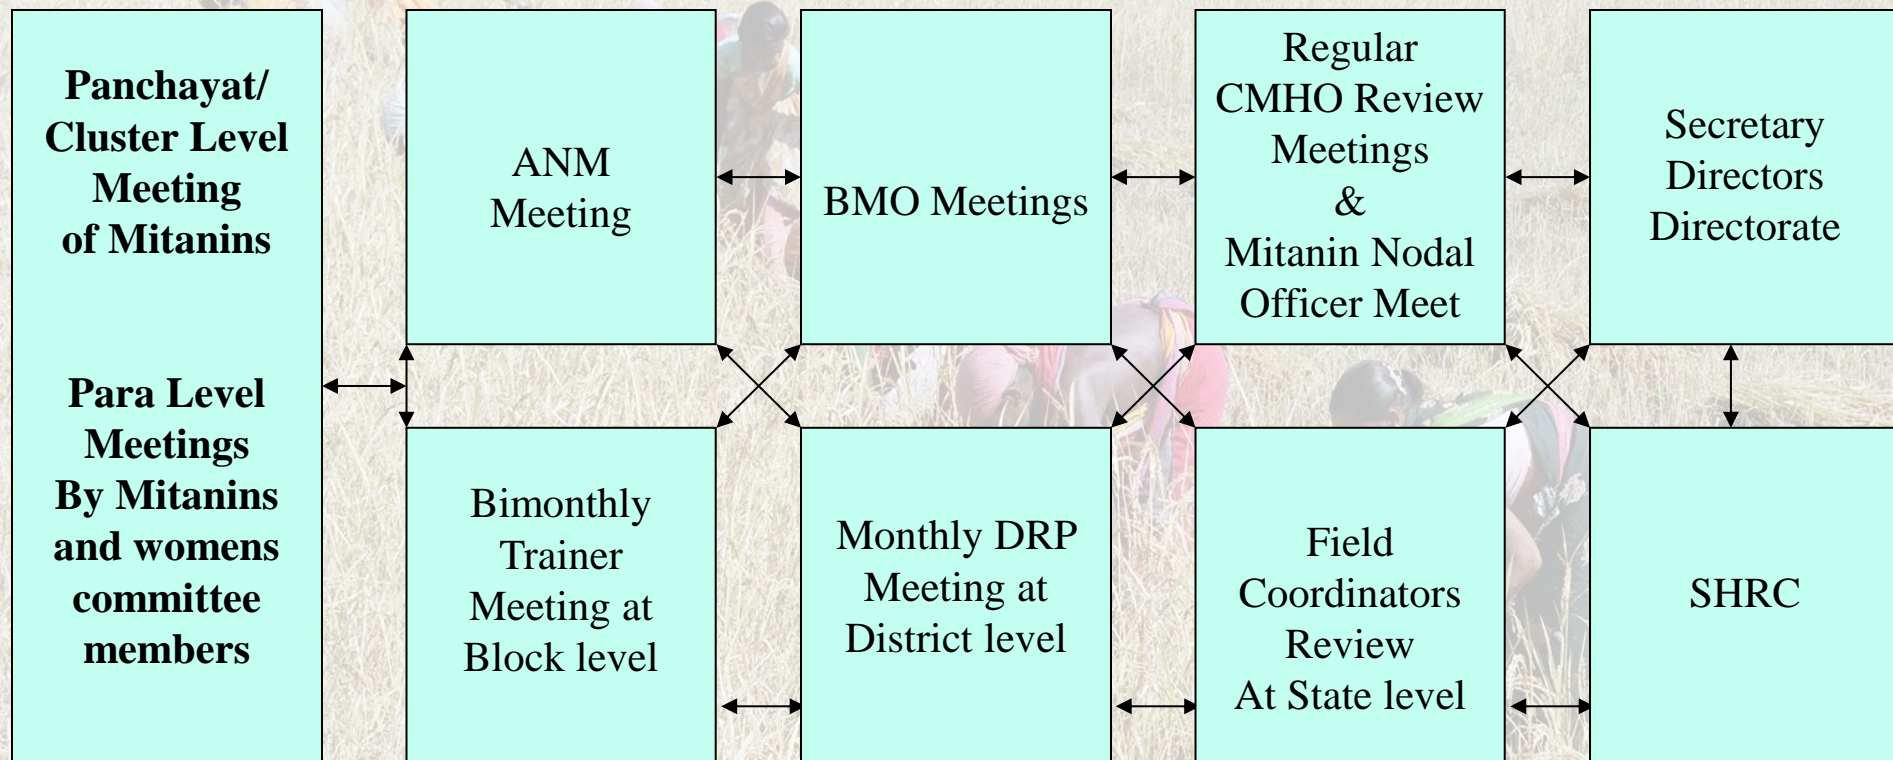 Panchayat/
Cluster Level
Meeting
of Mitanins
Para Level
Meetings
By Mitanins
and womens
committee
members
ANM
Meeting
BMO Meetings
Regular
CMHO Review
Meetings
&
Mitanin Nodal
Officer Meet
Secretary
Directors
Directorate
Bimonthly
Trainer
Meeting at
Block level
Monthly DRP
Meeting at
District level
Field
Coordinators
Review
At State level
SHRC